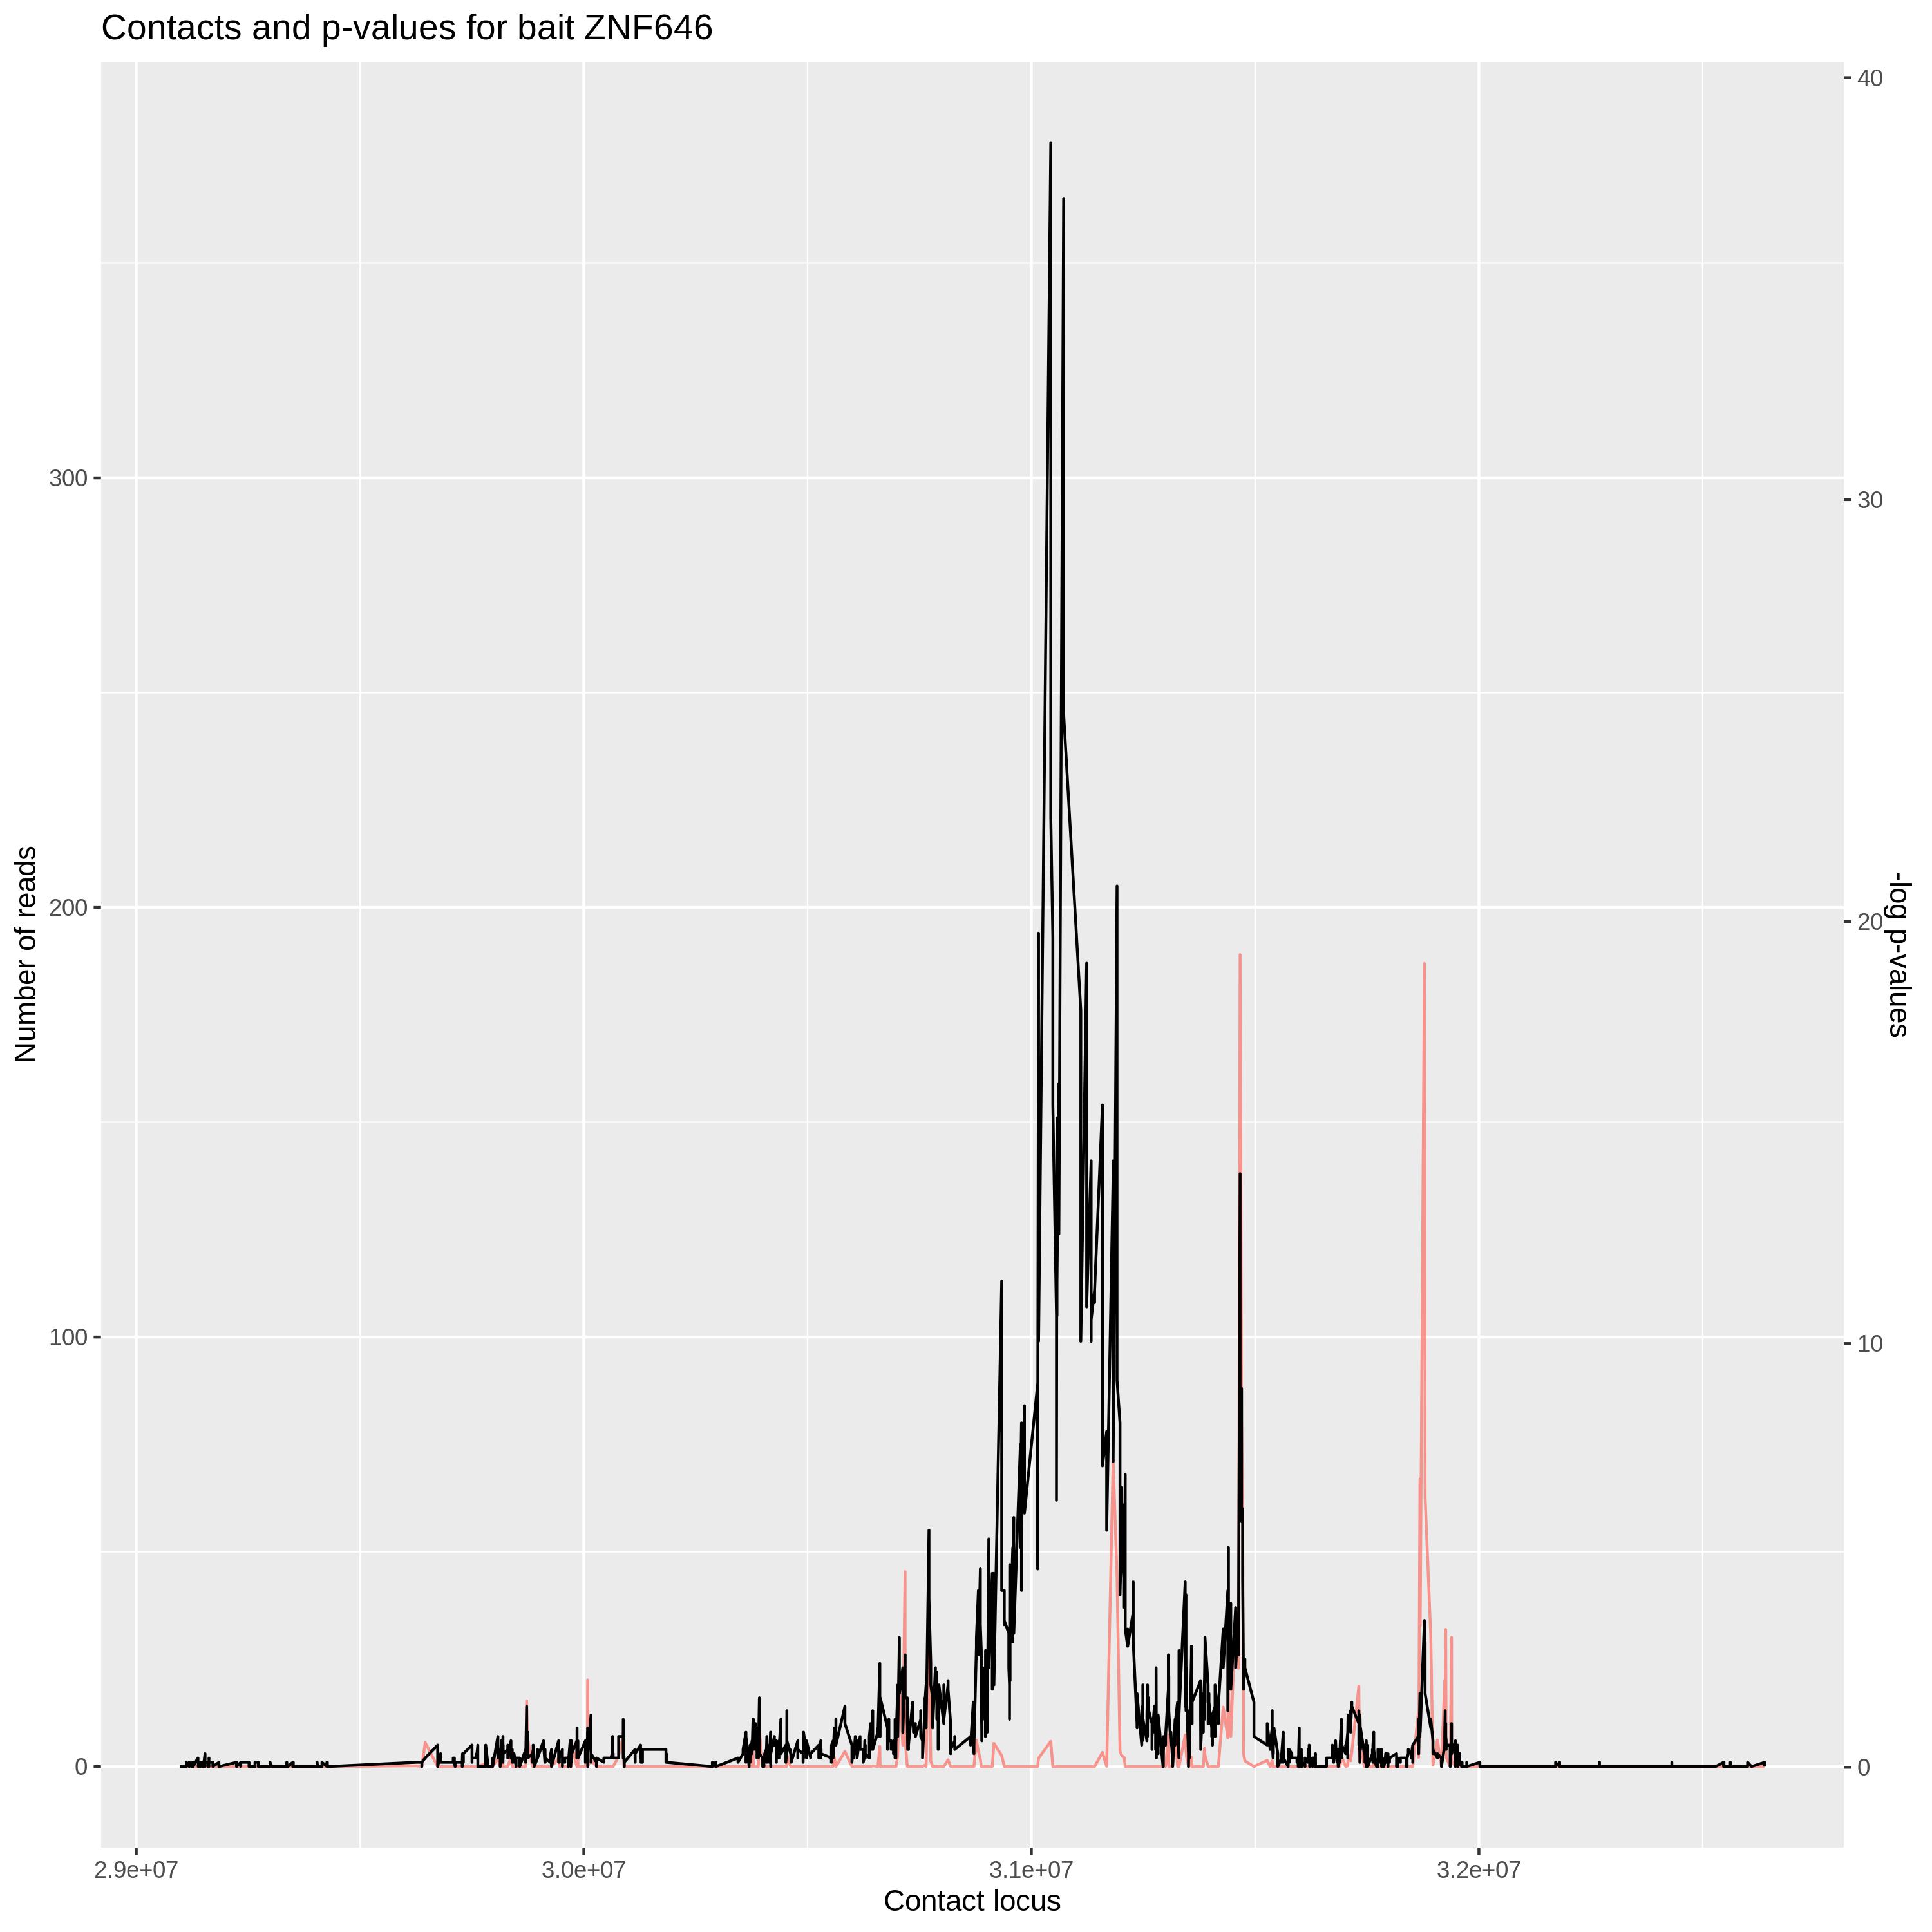 Contacts and p-values for bait ZNF646
Number of reads
300
200
100
0
40
30
20
10
0
-log p-values
2.9e+07
3.0e+07
3.1e+07
3.2e+07
Contact locus